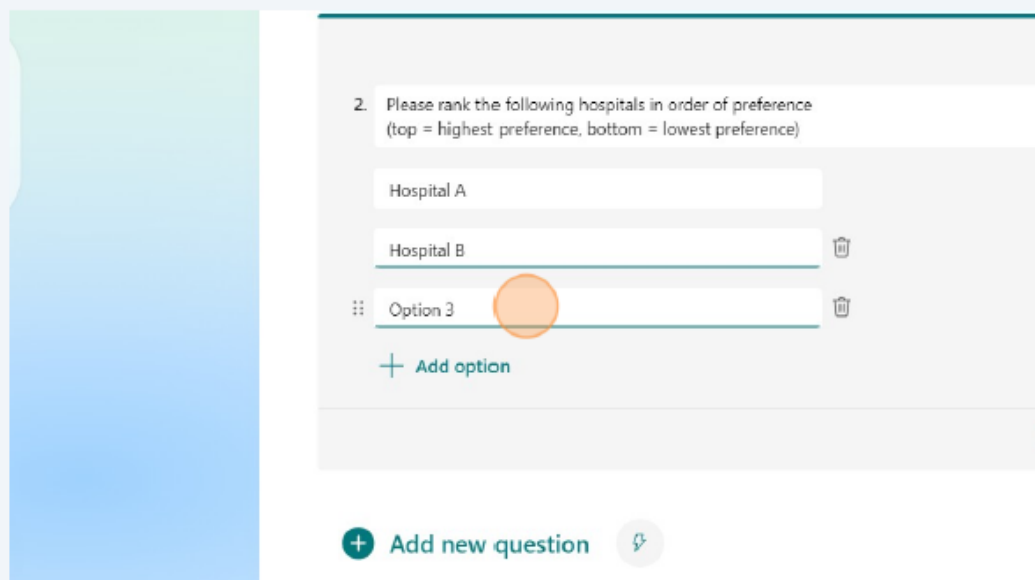 2. Please rank the following hospitals in order of preference
(top = highest preference, bottom = lowest preference)
Hospital A
Hospital B
Option 3
Add option
Add new question